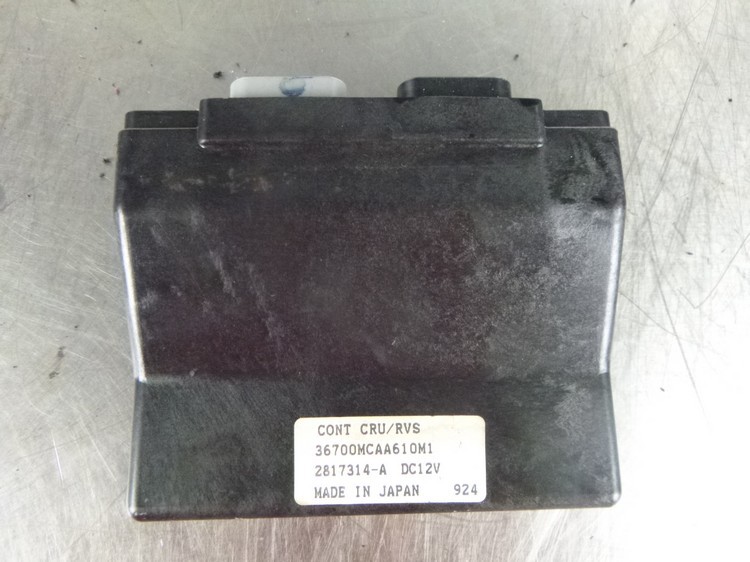 CONT CRU/RVS
36700MCAA610M1
2817314-A DC12V
MADE IN JAPAN 924